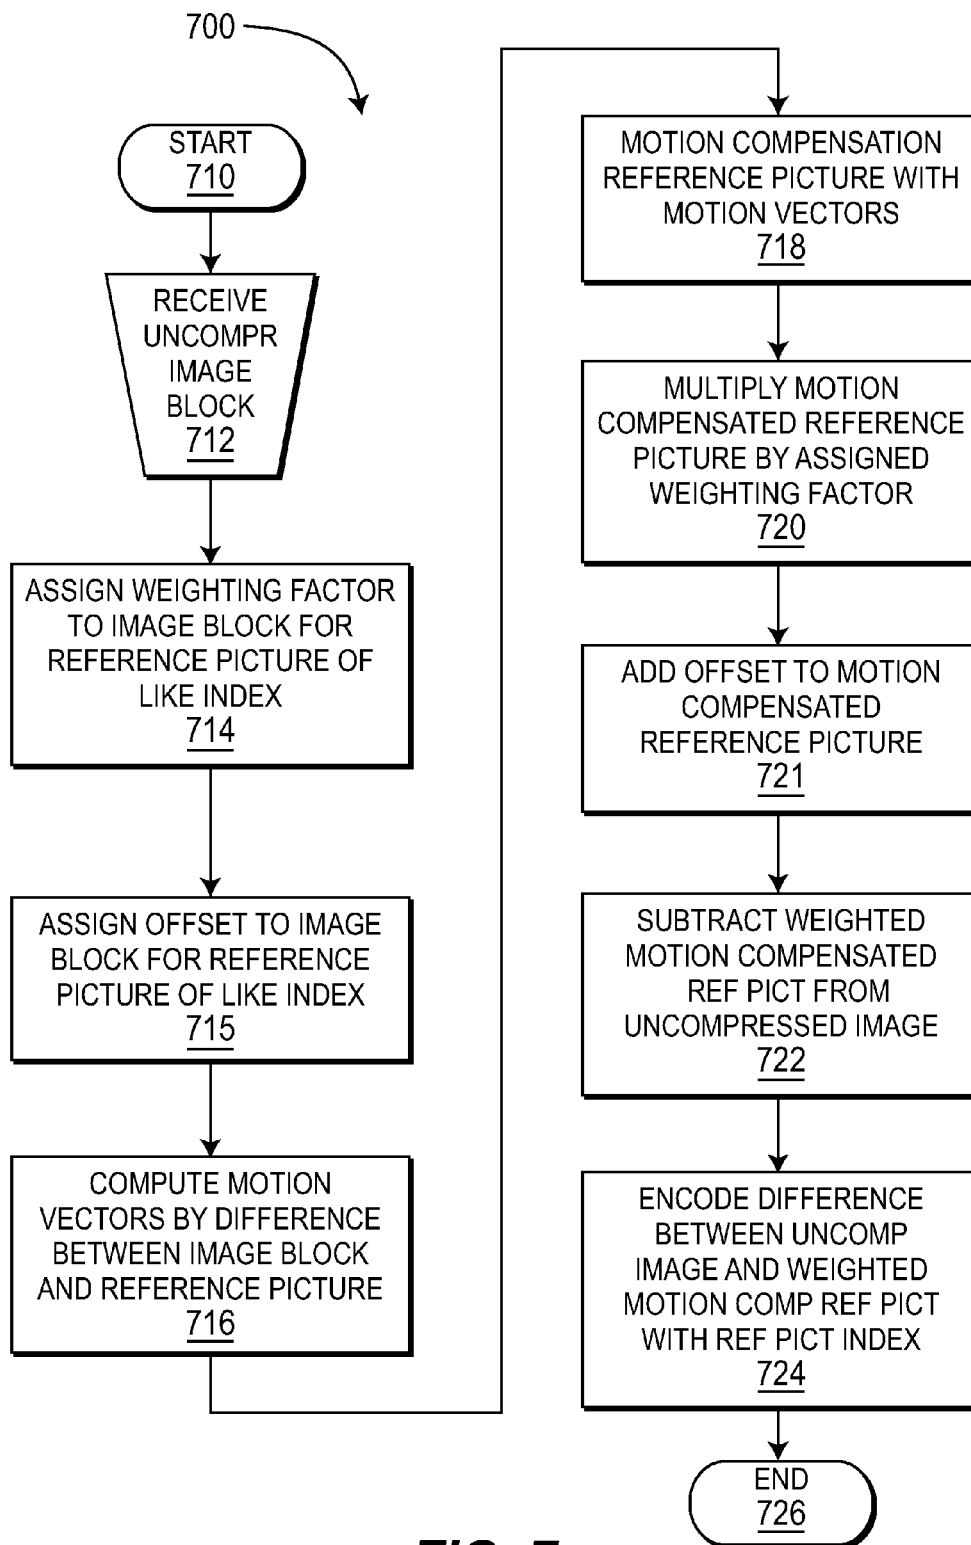 700
START
710
RECEIVE
UNCOMPR
IMAGE
BLOCK
712
ASSIGN WEIGHTING FACTOR
TO IMAGE BLOCK FOR
REFERENCE PICTURE OF
LIKE INDEX
714
ASSIGN OFFSET TO IMAGE
BLOCK FOR REFERENCE
PICTURE OF LIKE INDEX
715
COMPUTE MOTION
VECTORS BY DIFFERENCE
BETWEEN IMAGE BLOCK
AND REFERENCE PICTURE
716
MOTION COMPENSATION
REFERENCE PICTURE WITH
MOTION VECTORS
718
MULTIPLY MOTION
COMPENSATED REFERENCE
PICTURE BY ASSIGNED
WEIGHTING FACTOR
720
ADD OFFSET TO MOTION
COMPENSATED
REFERENCE PICTURE
721
SUBTRACT WEIGHTED
MOTION COMPENSATED
REF PICT FROM
UNCOMPRESSED IMAGE
722
ENCODE DIFFERENCE
BETWEEN UNCOMP
IMAGE AND WEIGHTED
MOTION COMP REF PICT
WITH REF PICT INDEX
724
END
726